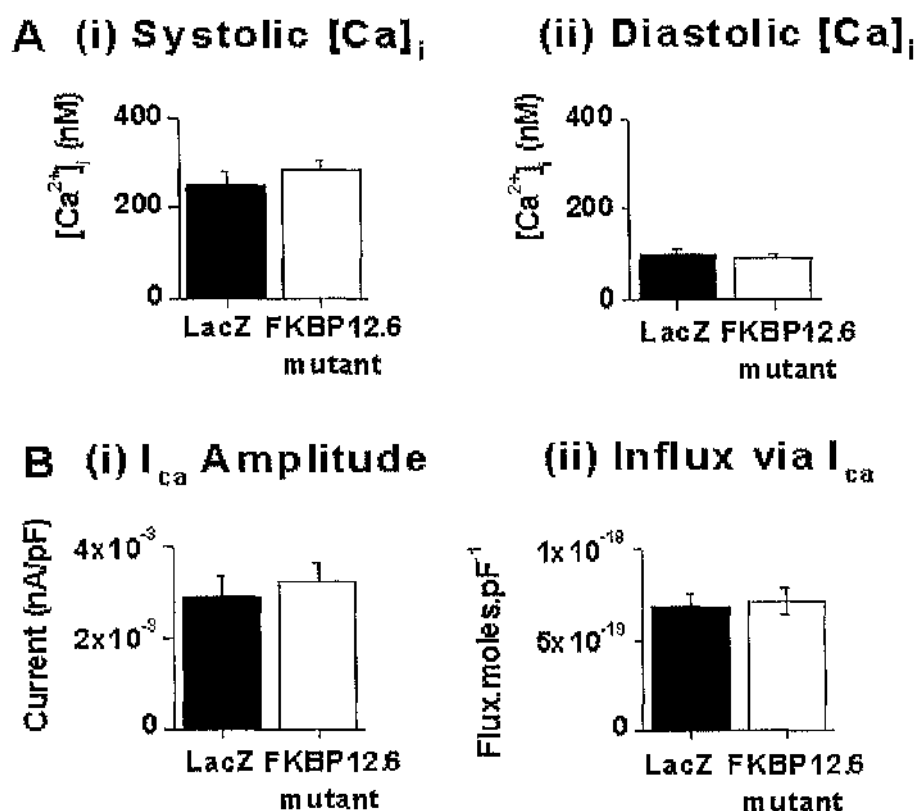 A (i) Systolic [Ca]i (ii) Diastolic [Ca]i
[Ca²⁺]i (nM)
400
200
0
LacZ FKBP12.6
mutant
[Ca²⁺]i (nM)
400
200
0
LacZ FKBP12.6
mutant
B (i) Ica Amplitude (ii) Influx via Ica
Current (nA/pF)
4x10⁻³
2x10⁻³
0
LacZ FKBP12.6
mutant
Flux.moles.pF⁻¹
1x10⁻¹⁸
5x10⁻¹⁹
0
LacZ FKBP12.6
mutant